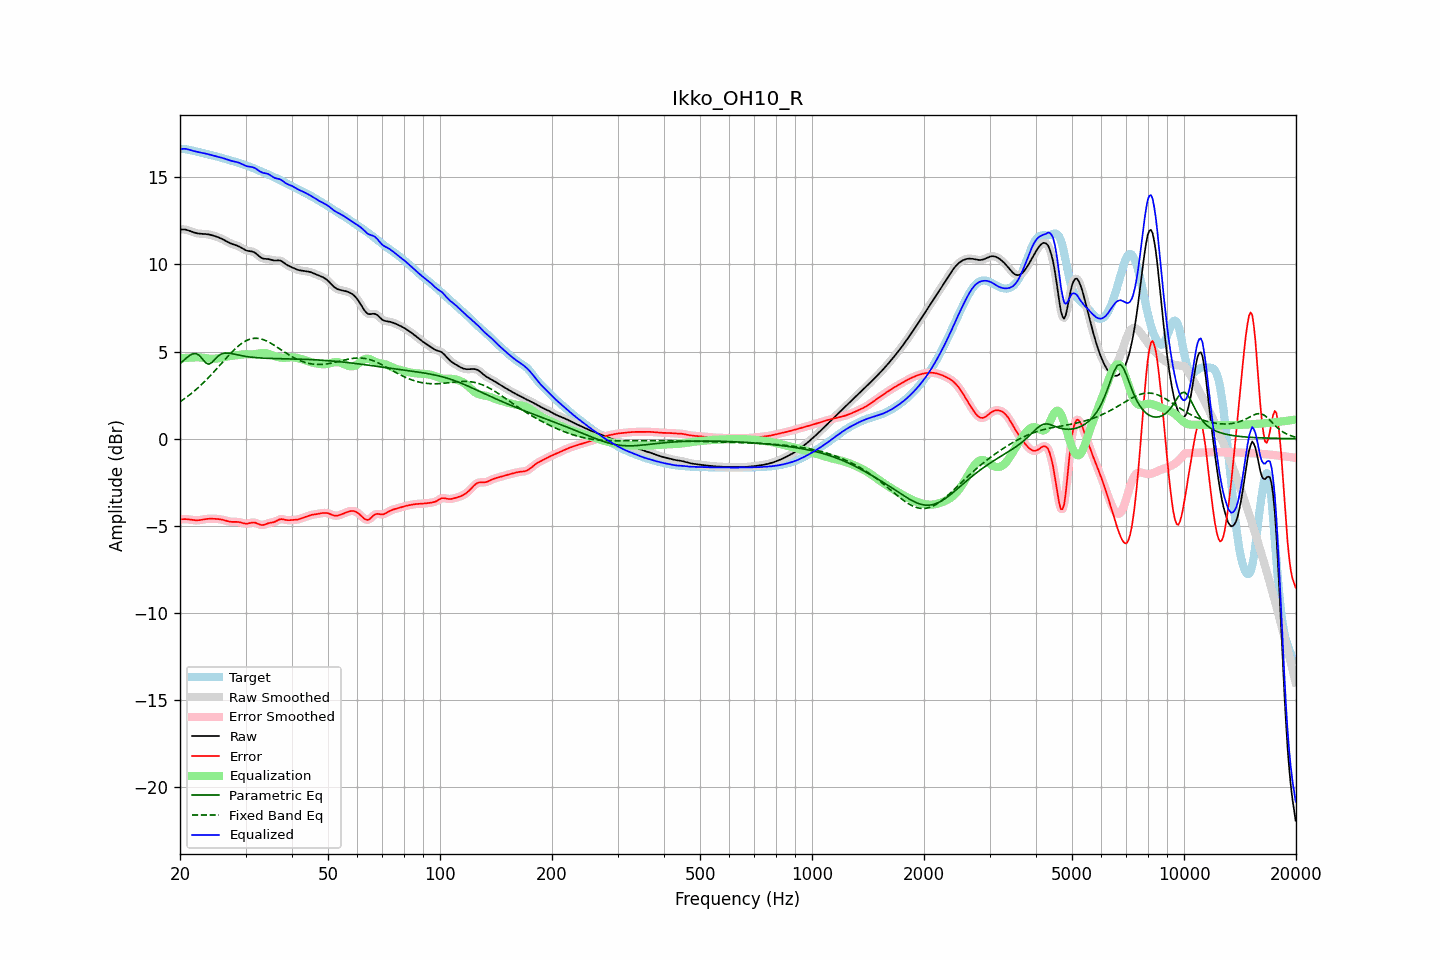 Ikko_OH10_R
Amplitude (dBr)
15
10
5
0
−5
−10
−15
−20
Target
Raw Smoothed
Error Smoothed
Raw
Error
Equalization
Parametric Eq
Fixed Band Eq
Equalized
20 50 100 200 500 1000 2000 5000 10000 20000
Frequency (Hz)